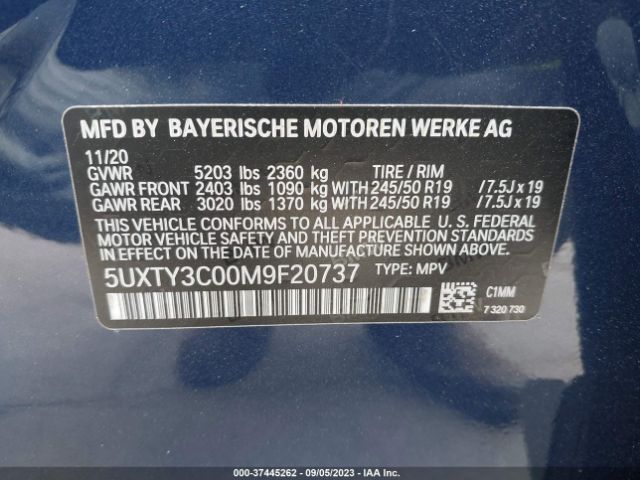 MFD BY BAYERISCHE MOTOREN WERKE AG
11/20
GVWR 5203 lbs 2360 kg TIRE / RIM
GAWR FRONT 2403 lbs 1090 kg WITH 245/50 R19 /7.5J x 19
GAWR REAR 3020 lbs 1370 kg WITH 245/50 R19 /7.5J x 19
THIS VEHICLE CONFORMS TO ALL APPLICABLE U. S. FEDERAL
MOTOR VEHICLE SAFETY AND THEFT PREVENTION
STANDARDS IN EFFECT ON THE DATE OF MANUFACTURE SHOWN ABOVE.
5UXTY3C00M9F20737 TYPE: MPV
C1MM
7 320 730
000-37445262 - 09/05/2023 - COPYRIGHT IAA, INC.